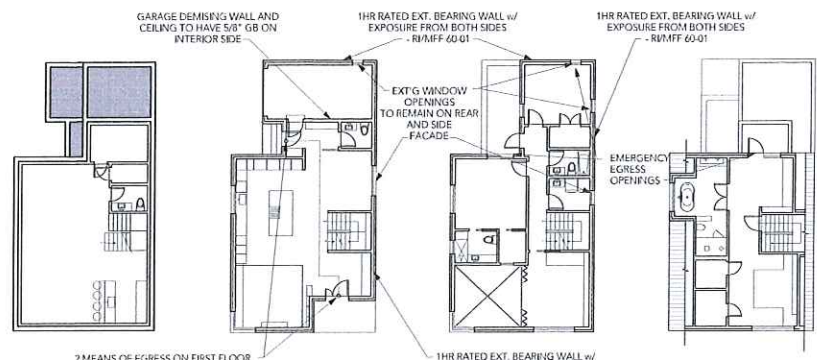 GARAGE DEMISING WALL AND
CEILING TO HAVE 5/8" GB ON
INTERIOR SIDE
1HR RATED EXT. BEARING WALL w/
EXPOSURE FROM BOTH SIDES
- RI/MFF 60-01
1HR RATED EXT. BEARING WALL w/
EXPOSURE FROM BOTH SIDES
- RI/MFF 60-01
EXT'G WINDOW
OPENINGS
TO REMAIN ON REAR
AND SIDE
FACADE
EMERGENCY
EGRESS
OPENINGS
2 MEANS OF EGRESS ON FIRST FLOOR
1HR RATED EXT. BEARING WALL w/